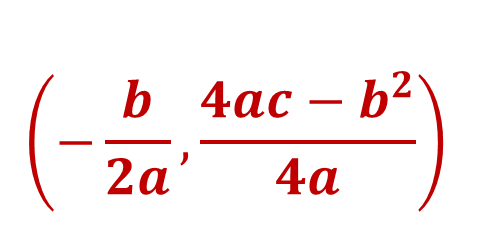 (−b/2a, (4ac − b²)/4a)